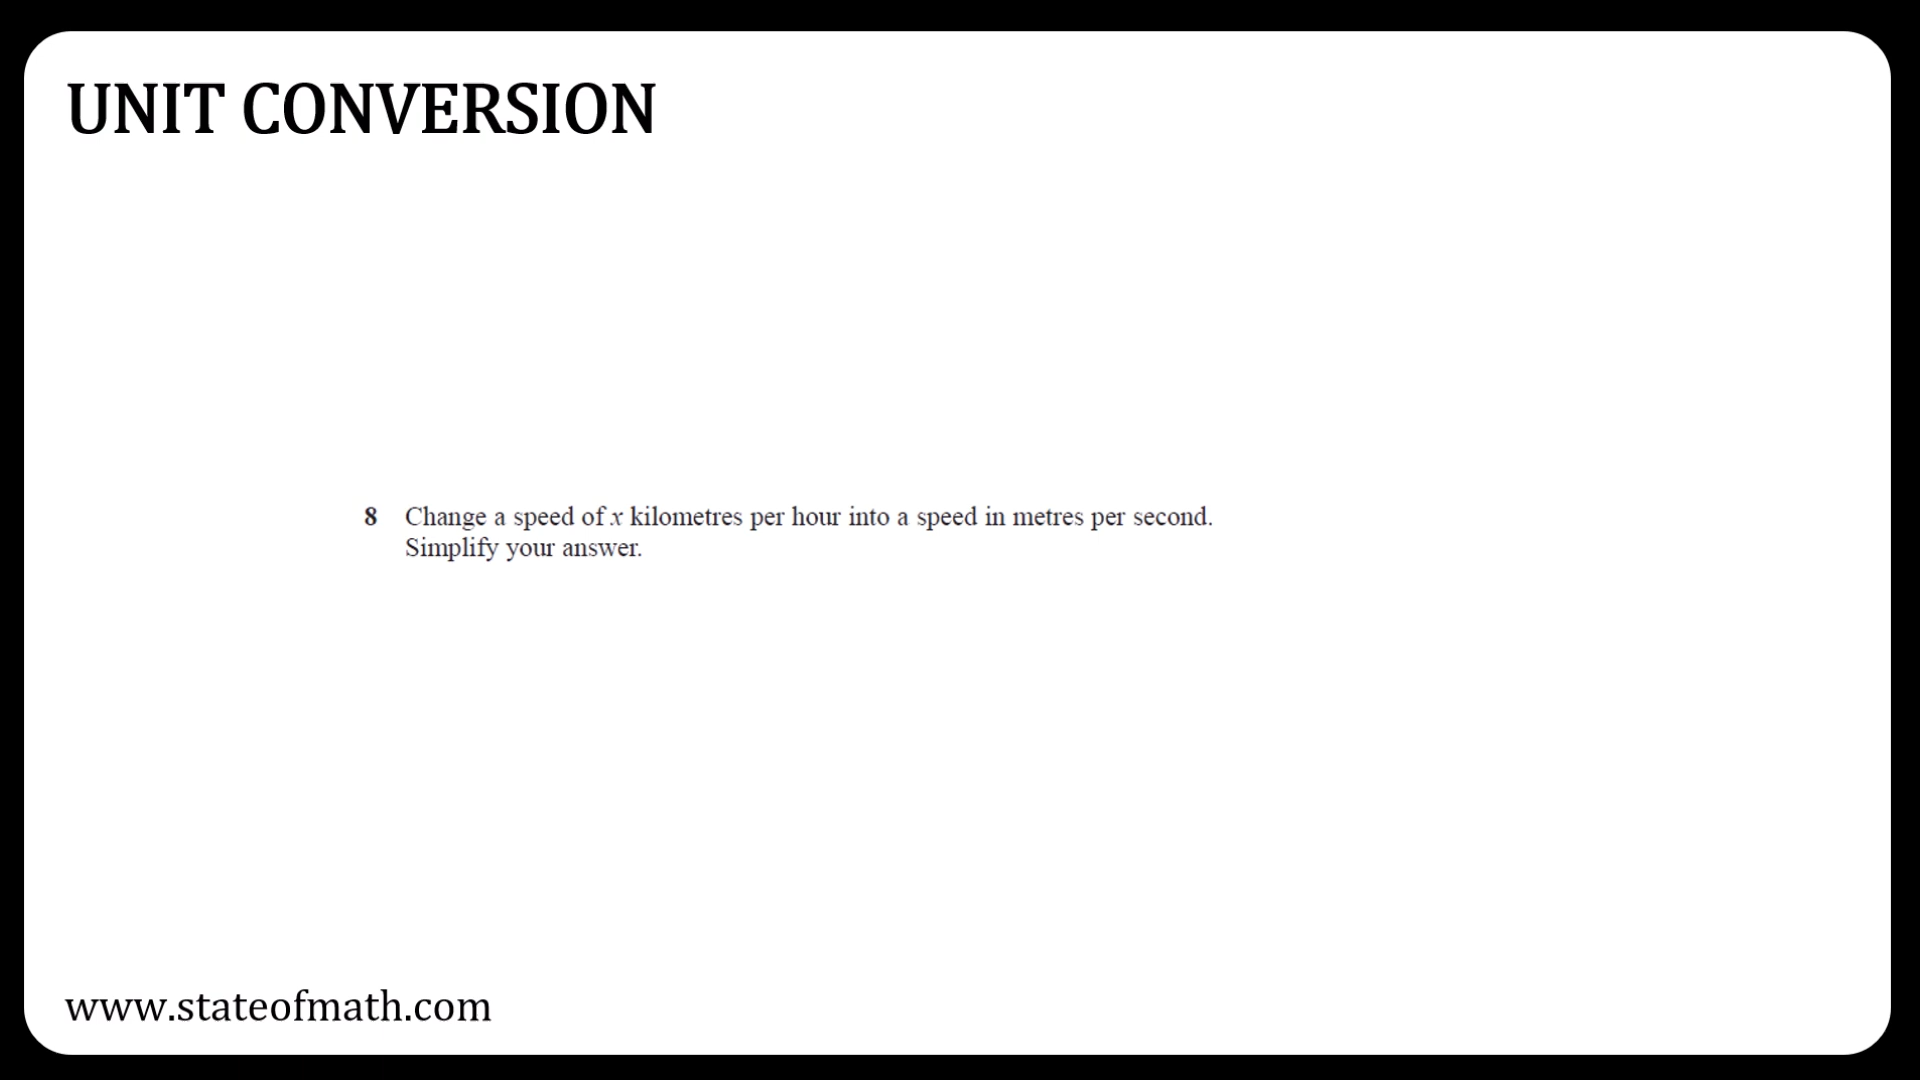 UNIT CONVERSION
8 Change a speed of x kilometres per hour into a speed in metres per second.
Simplify your answer.
www.stateofmath.com